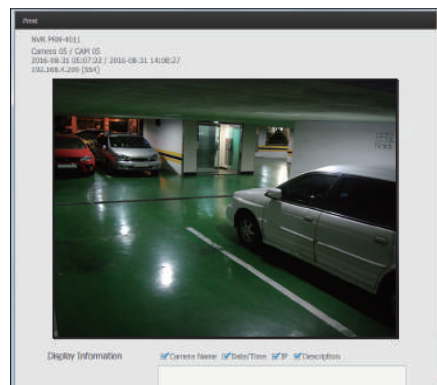 Print
NVR PRN-4011
Camera 05 / CAM 05
2016-08-31 05:07:22 / 2016-08-31 14:08:27
192.168.4.209 (554)
Display Information
Camera Name Date/Time IP Description